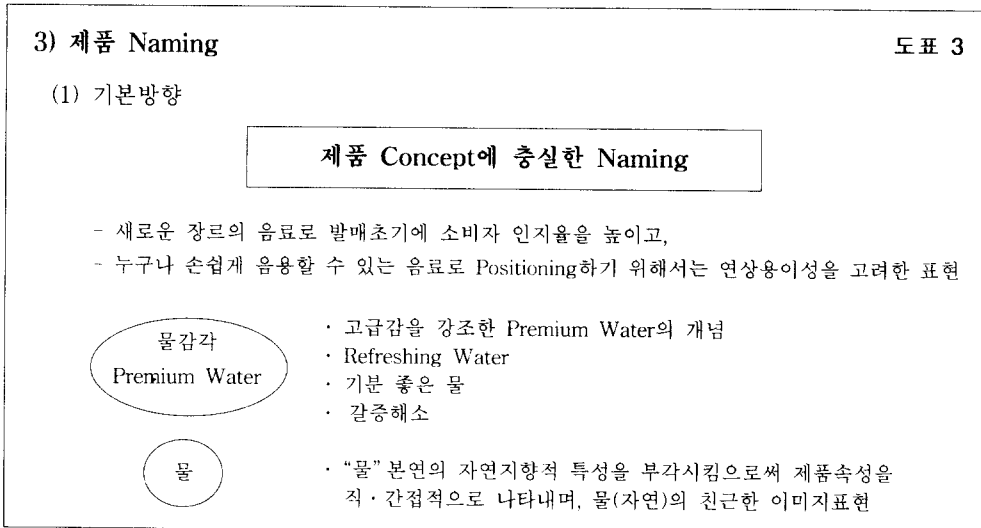 3) 제품 Naming 도표 3
(1) 기본방향
제품 Concept에 충실한 Naming
- 새로운 장르의 음료로 발매초기에 소비자 인지율을 높이고,
- 누구나 손쉽게 음용할 수 있는 음료로 Positioning하기 위해서는 연상용이성을 고려한 표현
물감각
Premium Water
· 고급감을 강조한 Premium Water의 개념
· Refreshing Water
· 기분 좋은 물
· 갈증해소
물
· “물” 본연의 자연지향적 특성을 부각시킴으로써 제품속성을
직·간접적으로 나타내며, 물(자연)의 친근한 이미지표현